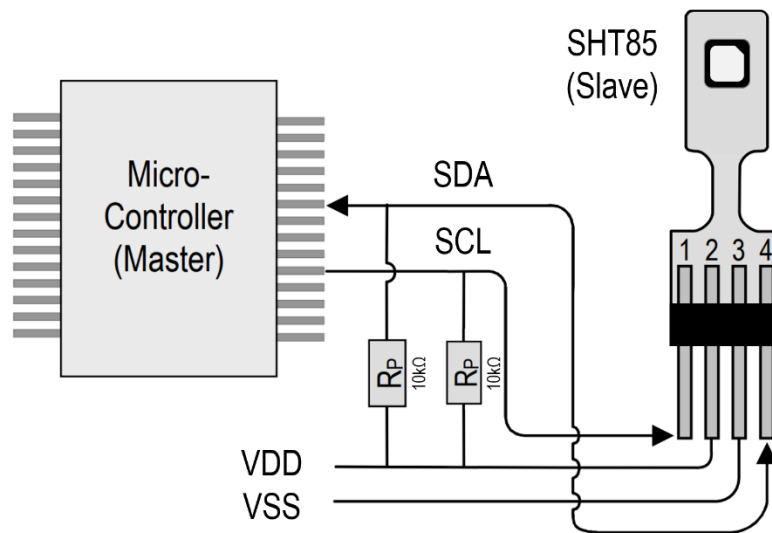 SHT85
(Slave)
Micro-
Controller
(Master)
SDA
SCL
1 2 3 4
RP
10kΩ
RP
10kΩ
VDD
VSS